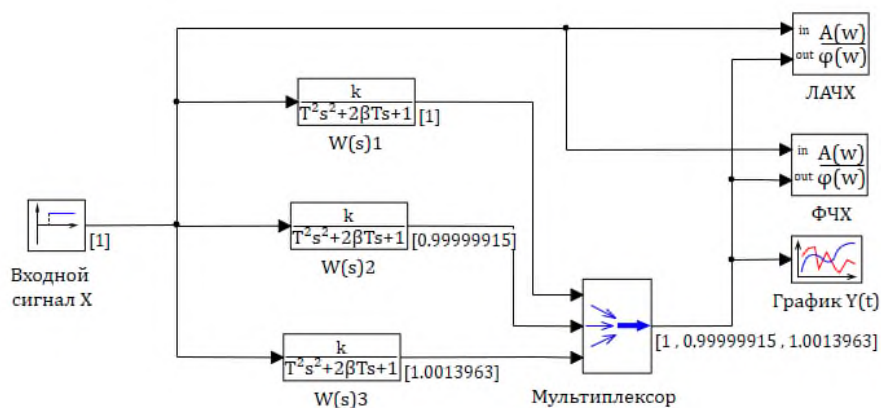 in A(w)
out φ(w)
ЛАЧХ
k
T²s²+2βTs+1
[1]
W(s)1
in A(w)
out φ(w)
ФЧХ
[1]
Входной
сигнал X
k
T²s²+2βTs+1
[0.99999915]
W(s)2
График Y(t)
[1 , 0.99999915 , 1.0013963]
k
T²s²+2βTs+1
[1.0013963]
W(s)3
Мультиплексор